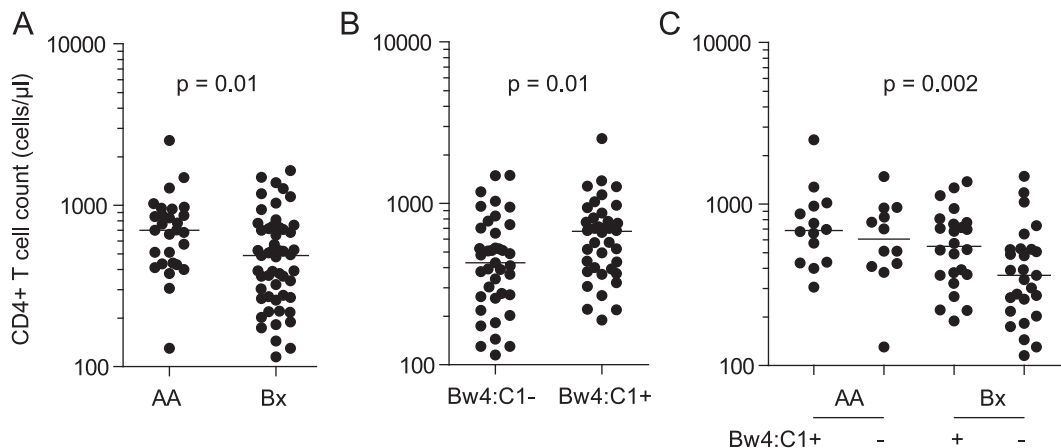 A
CD4+ T cell count (cells/µl)
10000
1000
100
p = 0.01
AA Bx
B
10000
1000
100
p = 0.01
Bw4:C1- Bw4:C1+
C
10000
1000
100
p = 0.002
AA Bx
Bw4:C1+ + - + -